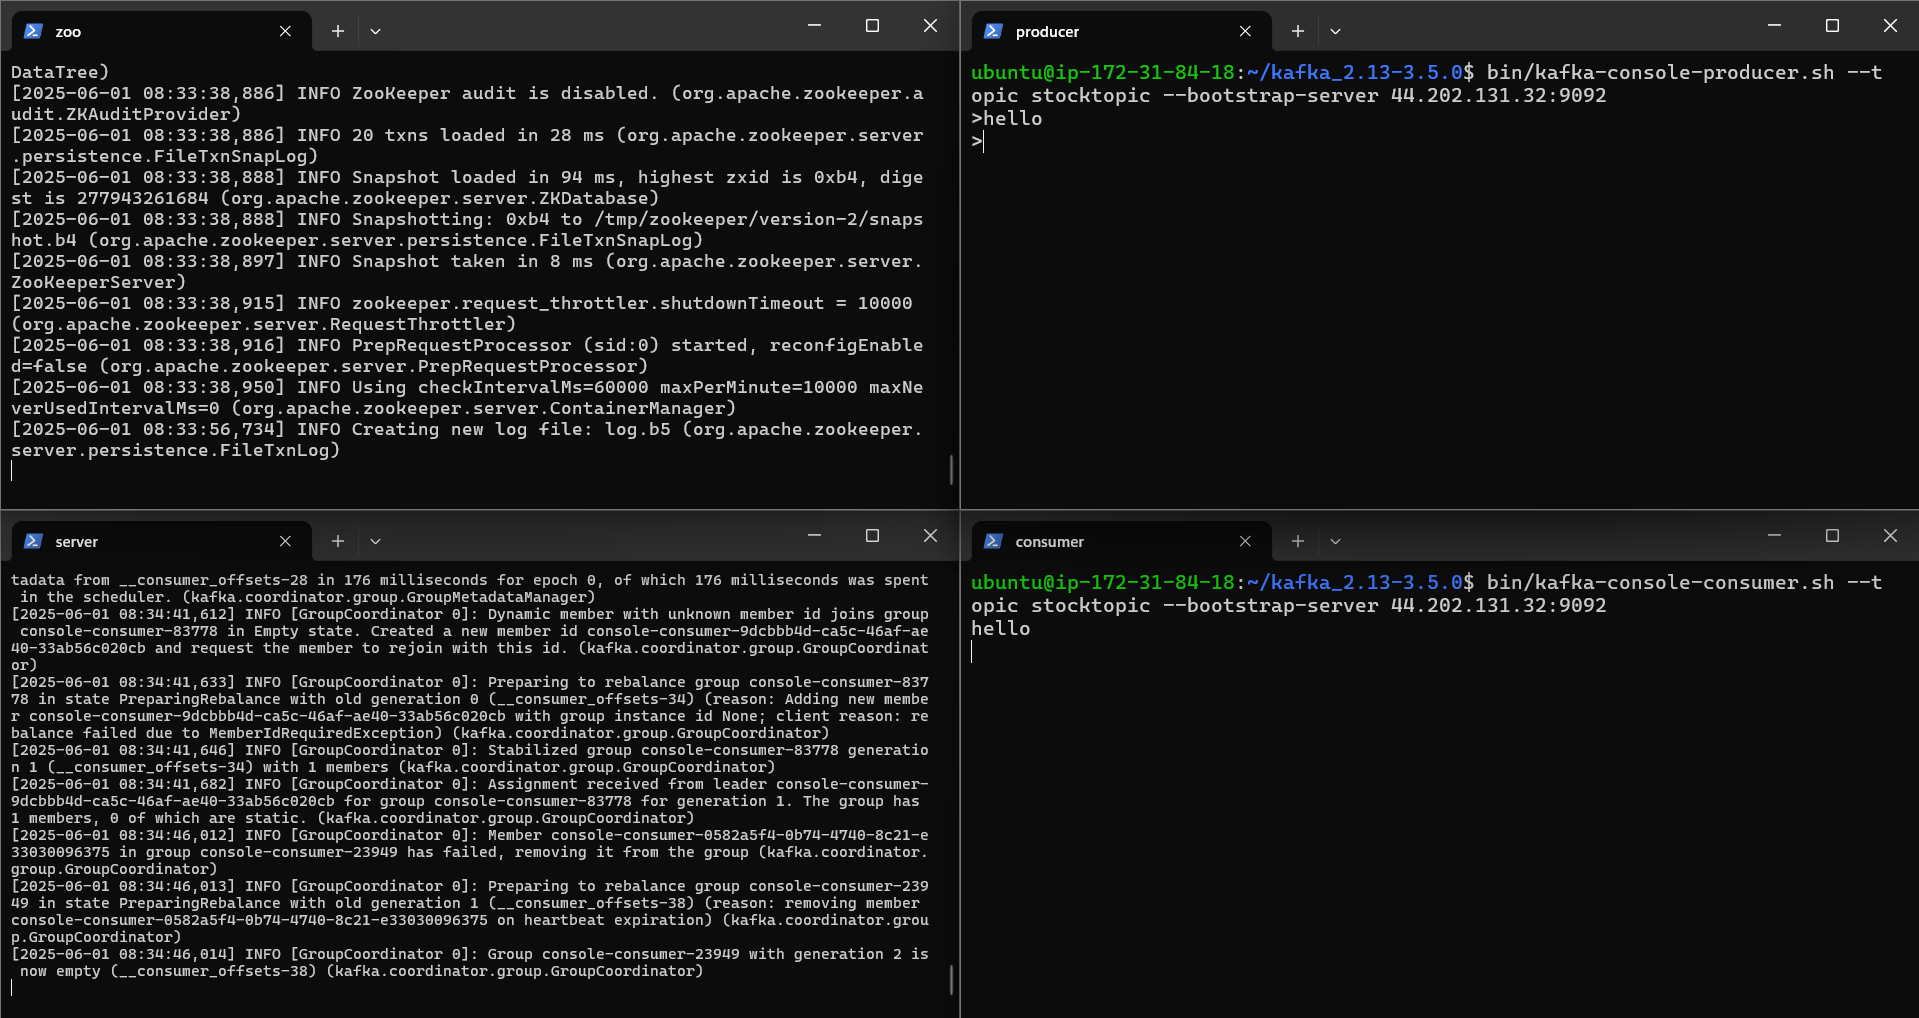 zoo
DataTree)
[2025-06-01 08:33:38,886] INFO ZooKeeper audit is disabled. (org.apache.zookeeper.a
udit.ZKAuditProvider)
[2025-06-01 08:33:38,886] INFO 20 txns loaded in 28 ms (org.apache.zookeeper.server
.persistence.FileTxnSnapLog)
[2025-06-01 08:33:38,888] INFO Snapshot loaded in 94 ms, highest zxid is 0xb4, dige
st is 277943261684 (org.apache.zookeeper.server.ZKDatabase)
[2025-06-01 08:33:38,888] INFO Snapshotting: 0xb4 to /tmp/zookeeper/version-2/snaps
hot.b4 (org.apache.zookeeper.server.persistence.FileTxnSnapLog)
[2025-06-01 08:33:38,897] INFO Snapshot taken in 8 ms (org.apache.zookeeper.server.
ZooKeeperServer)
[2025-06-01 08:33:38,915] INFO zookeeper.request_throttler.shutdownTimeout = 10000
(org.apache.zookeeper.server.RequestThrottler)
[2025-06-01 08:33:38,916] INFO PrepRequestProcessor (sid:0) started, reconfigEnable
d=false (org.apache.zookeeper.server.PrepRequestProcessor)
[2025-06-01 08:33:38,950] INFO Using checkIntervalMs=60000 maxPerMinute=10000 maxNe
verUsedIntervalMs=0 (org.apache.zookeeper.server.ContainerManager)
[2025-06-01 08:33:56,734] INFO Creating new log file: log.b5 (org.apache.zookeeper.
server.persistence.FileTxnLog)
producer
ubuntu@ip-172-31-84-18:~/kafka_2.13-3.5.0$ bin/kafka-console-producer.sh --t
opic stocktopic --bootstrap-server 44.202.131.32:9092
>hello
>
server
tadata from __consumer_offsets-28 in 176 milliseconds for epoch 0, of which 176 milliseconds was spent
in the scheduler. (kafka.coordinator.group.GroupMetadataManager)
[2025-06-01 08:34:41,612] INFO [GroupCoordinator 0]: Dynamic member with unknown member id joins group
console-consumer-83778 in Empty state. Created a new member id console-consumer-9dcbbb4d-ca5c-46af-ae
40-33ab56c020cb and request the member to rejoin with this id. (kafka.coordinator.group.GroupCoordinat
or)
[2025-06-01 08:34:41,633] INFO [GroupCoordinator 0]: Preparing to rebalance group console-consumer-837
78 in state PreparingRebalance with old generation 0 (__consumer_offsets-34) (reason: Adding new membe
r console-consumer-9dcbbb4d-ca5c-46af-ae40-33ab56c020cb with group instance id None; client reason: re
balance failed due to MemberIdRequiredException) (kafka.coordinator.group.GroupCoordinator)
[2025-06-01 08:34:41,646] INFO [GroupCoordinator 0]: Stabilized group console-consumer-83778 generatio
n 1 (__consumer_offsets-34) with 1 members (kafka.coordinator.group.GroupCoordinator)
[2025-06-01 08:34:41,682] INFO [GroupCoordinator 0]: Assignment received from leader console-consumer-
9dcbbb4d-ca5c-46af-ae40-33ab56c020cb for group console-consumer-83778 for generation 1. The group has
1 members, 0 of which are static. (kafka.coordinator.group.GroupCoordinator)
[2025-06-01 08:34:46,012] INFO [GroupCoordinator 0]: Member console-consumer-0582a5f4-0b74-4740-8c21-e
33030096375 in group console-consumer-23949 has failed, removing it from the group (kafka.coordinator.
group.GroupCoordinator)
[2025-06-01 08:34:46,013] INFO [GroupCoordinator 0]: Preparing to rebalance group console-consumer-239
49 in state PreparingRebalance with old generation 1 (__consumer_offsets-38) (reason: removing member
console-consumer-0582a5f4-0b74-4740-8c21-e33030096375 on heartbeat expiration) (kafka.coordinator.grou
p.GroupCoordinator)
[2025-06-01 08:34:46,014] INFO [GroupCoordinator 0]: Group console-consumer-23949 with generation 2 is
now empty (__consumer_offsets-38) (kafka.coordinator.group.GroupCoordinator)
consumer
ubuntu@ip-172-31-84-18:~/kafka_2.13-3.5.0$ bin/kafka-console-consumer.sh --t
opic stocktopic --bootstrap-server 44.202.131.32:9092
hello